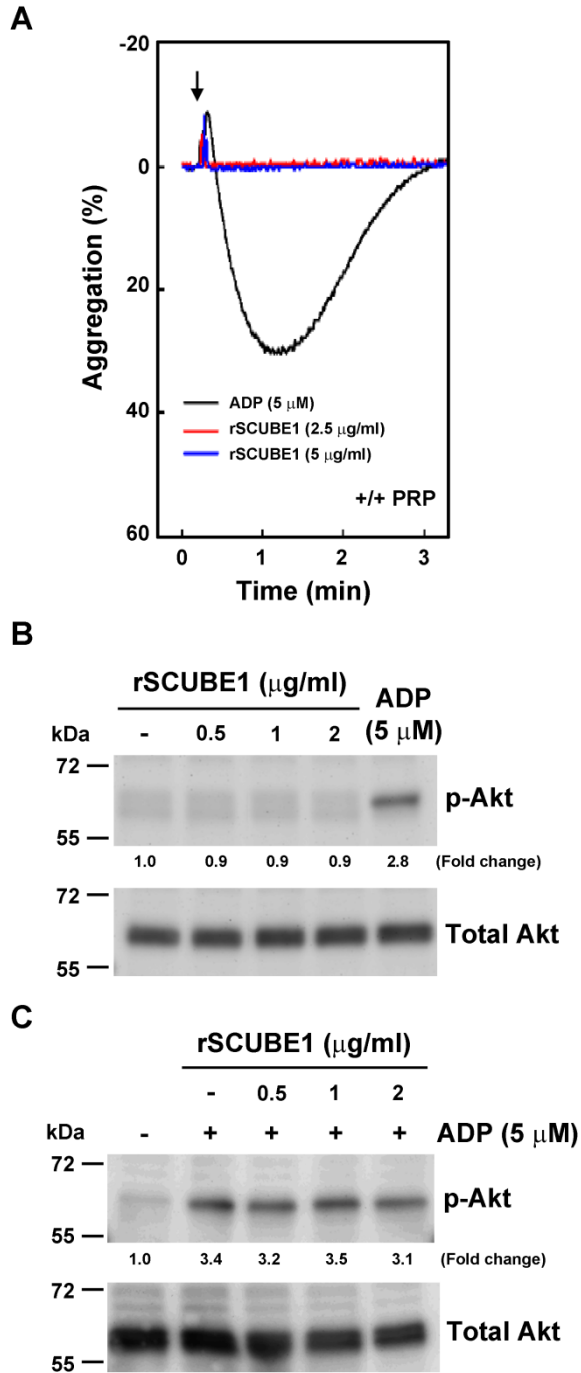 A
-20
0
20
40
60
Aggregation (%)
ADP (5 μM)
rSCUBE1 (2.5 μg/ml)
rSCUBE1 (5 μg/ml)
+/+ PRP
0 1 2 3
Time (min)
B
rSCUBE1 (μg/ml) ADP
kDa - 0.5 1 2 (5 μM)
72
p-Akt
55
1.0 0.9 0.9 0.9 2.8 (Fold change)
72
Total Akt
55
C
rSCUBE1 (μg/ml)
- 0.5 1 2
kDa - + + + + ADP (5 μM)
72
p-Akt
55
1.0 3.4 3.2 3.5 3.1 (Fold change)
72
Total Akt
55